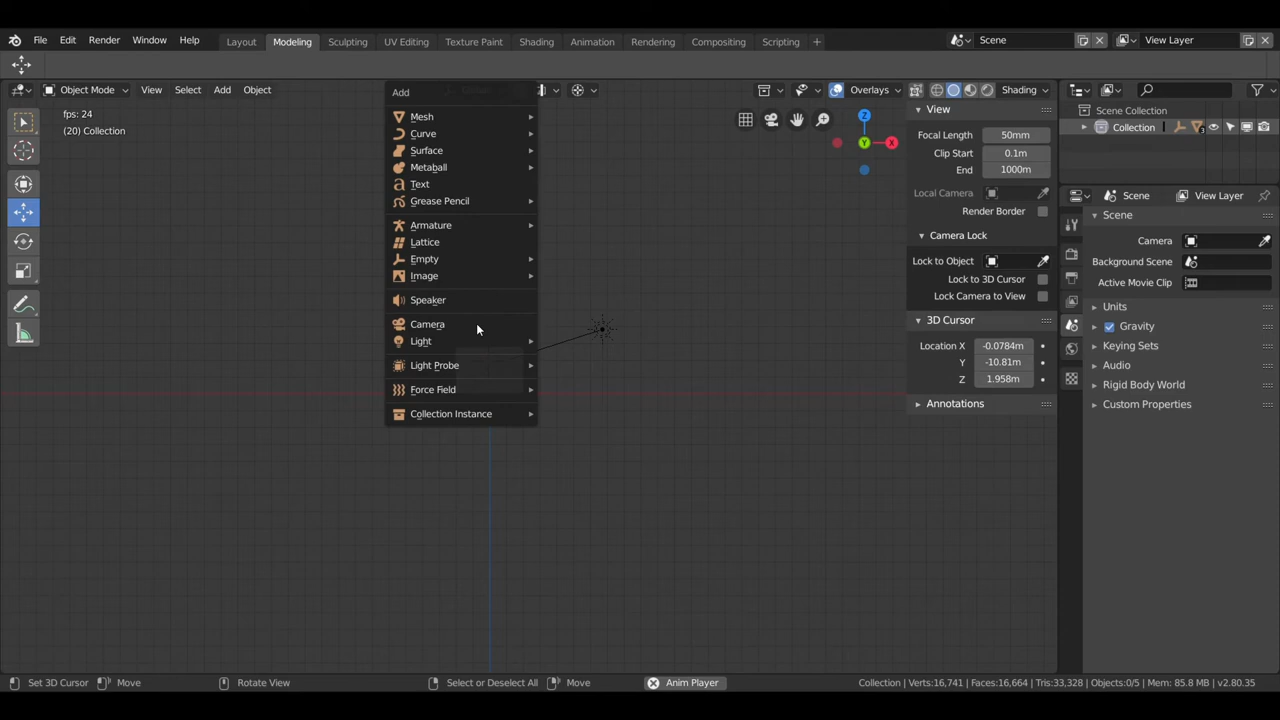 File Edit Render Window Help Layout Modeling Sculpting UV Editing Texture Paint Shading Animation Rendering Compositing Scripting + Scene View Layer
Object Mode View Select Add Object Overlays Shading
fps: 24
(20) Collection
Add
Mesh
Curve
Surface
Metaball
Text
Grease Pencil
Armature
Lattice
Empty
Image
Speaker
Camera
Light
Light Probe
Force Field
Collection Instance
Z
Y
X
View
Focal Length 50mm
Clip Start 0.1m
End 1000m
Local Camera
Render Border
Camera Lock
Lock to Object
Lock to 3D Cursor
Lock Camera to View
3D Cursor
Location X -0.0784m
Y -10.81m
Z 1.958m
Annotations
Scene Collection
Collection 3
Scene View Layer
Scene
Camera
Background Scene
Active Movie Clip
Units
Gravity
Keying Sets
Audio
Rigid Body World
Custom Properties
Set 3D Cursor Move Rotate View Select or Deselect All Move Anim Player Collection | Verts:16,741 | Faces:16,664 | Tris:33,328 | Objects:0/5 | Mem: 85.8 MB | v2.80.35